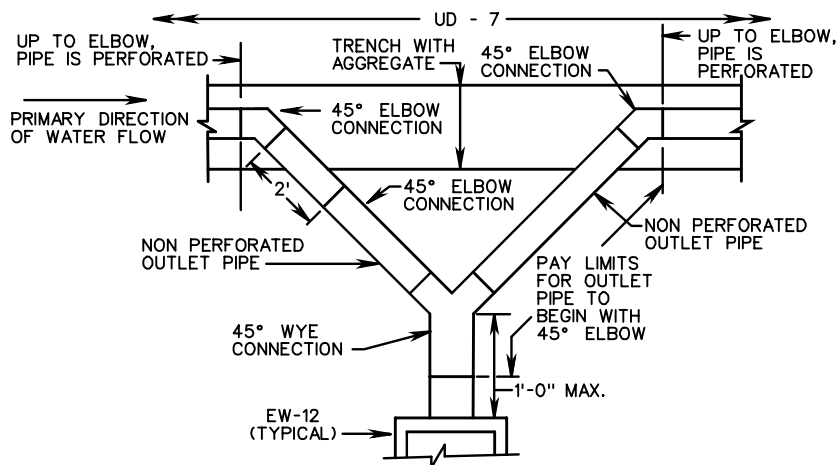 UD - 7
UP TO ELBOW,
PIPE IS PERFORATED
TRENCH WITH
AGGREGATE
45° ELBOW
CONNECTION
UP TO ELBOW,
PIPE IS
PERFORATED
PRIMARY DIRECTION
OF WATER FLOW
45° ELBOW
CONNECTION
2'
45° ELBOW
CONNECTION
NON PERFORATED
OUTLET PIPE
NON PERFORATED
OUTLET PIPE
PAY LIMITS
FOR OUTLET
PIPE TO
BEGIN WITH
45° ELBOW
45° WYE
CONNECTION
1'-0" MAX.
EW-12
(TYPICAL)